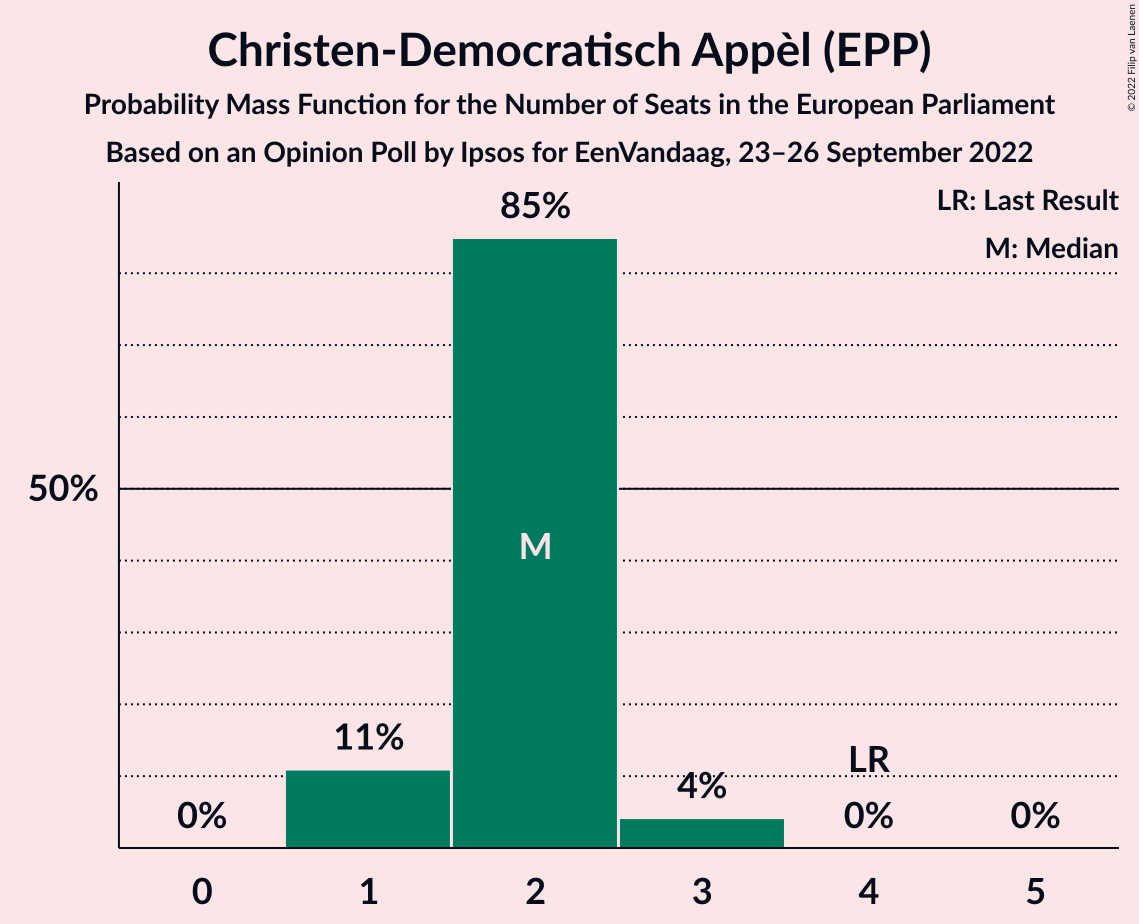 Christen-Democratisch Appèl (EPP)
Probability Mass Function for the Number of Seats in the European Parliament
Based on an Opinion Poll by Ipsos for EenVandaag, 23–26 September 2022
© 2022 Filip van Laenen
LR: Last Result
M: Median
85%
50%
M
11%
LR
4%
0%
0%
0%
0 1 2 3 4 5